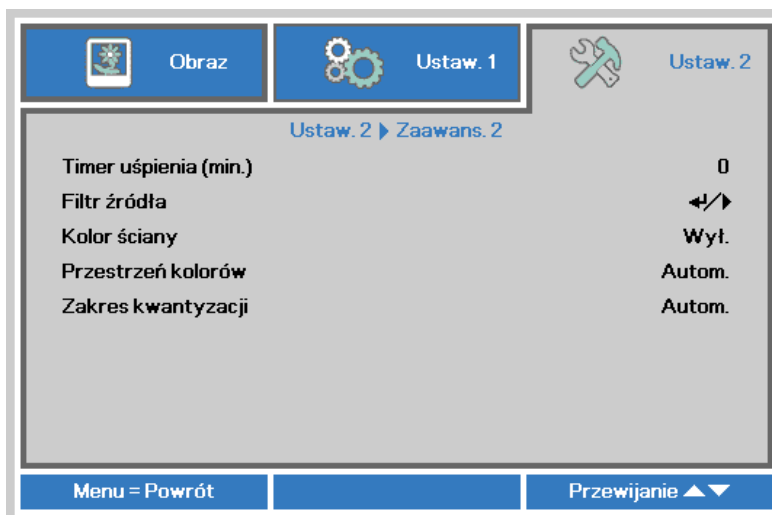 Obraz
Ustaw. 1
Ustaw. 2
Ustaw. 2 ▶ Zaawans. 2
Timer uśpienia (min.) 0
Filtr źródła ↵/▶
Kolor ściany Wył.
Przestrzeń kolorów Autom.
Zakres kwantyzacji Autom.
Menu = Powrót
Przewijanie ▲▼